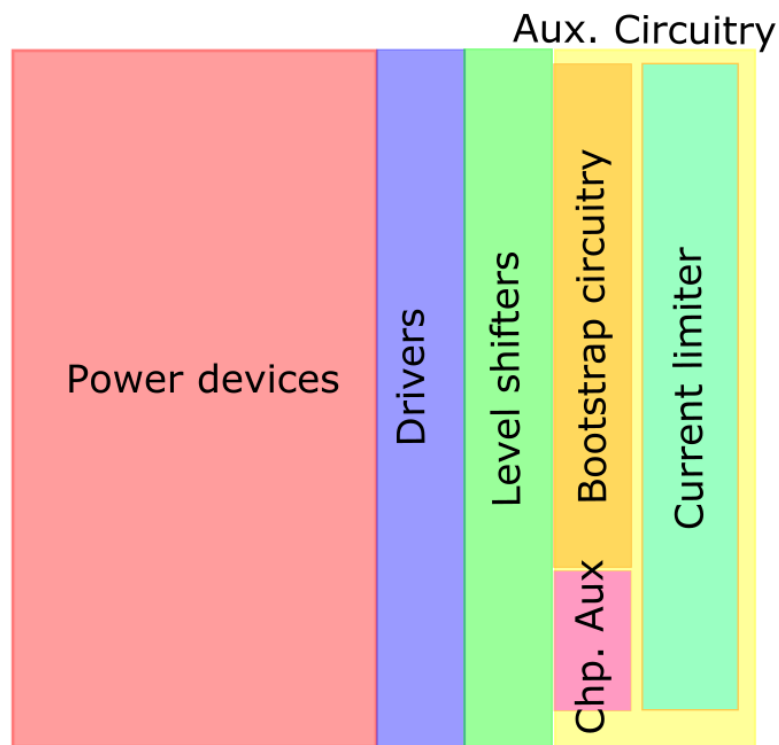 Aux. Circuitry
Power devices
Drivers
Level shifters
Bootstrap circuitry
Chp. Aux
Current limiter